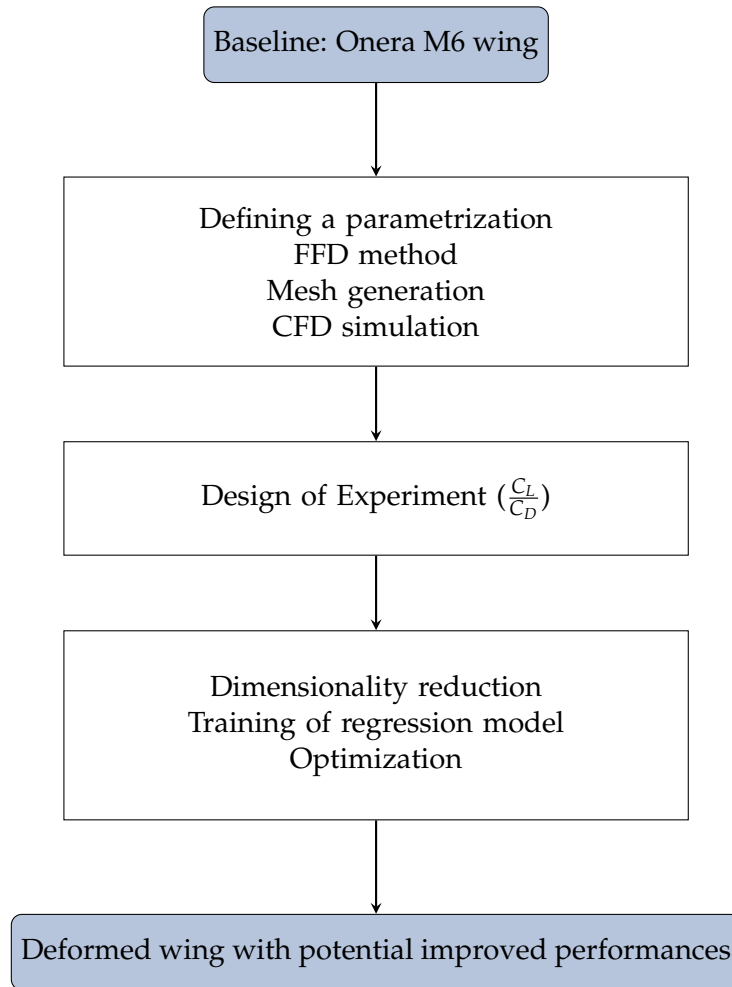 Baseline: Onera M6 wing
Defining a parametrization
FFD method
Mesh generation
CFD simulation
Design of Experiment ($\frac{C_L}{C_D}$)
Dimensionality reduction
Training of regression model
Optimization
Deformed wing with potential improved performances